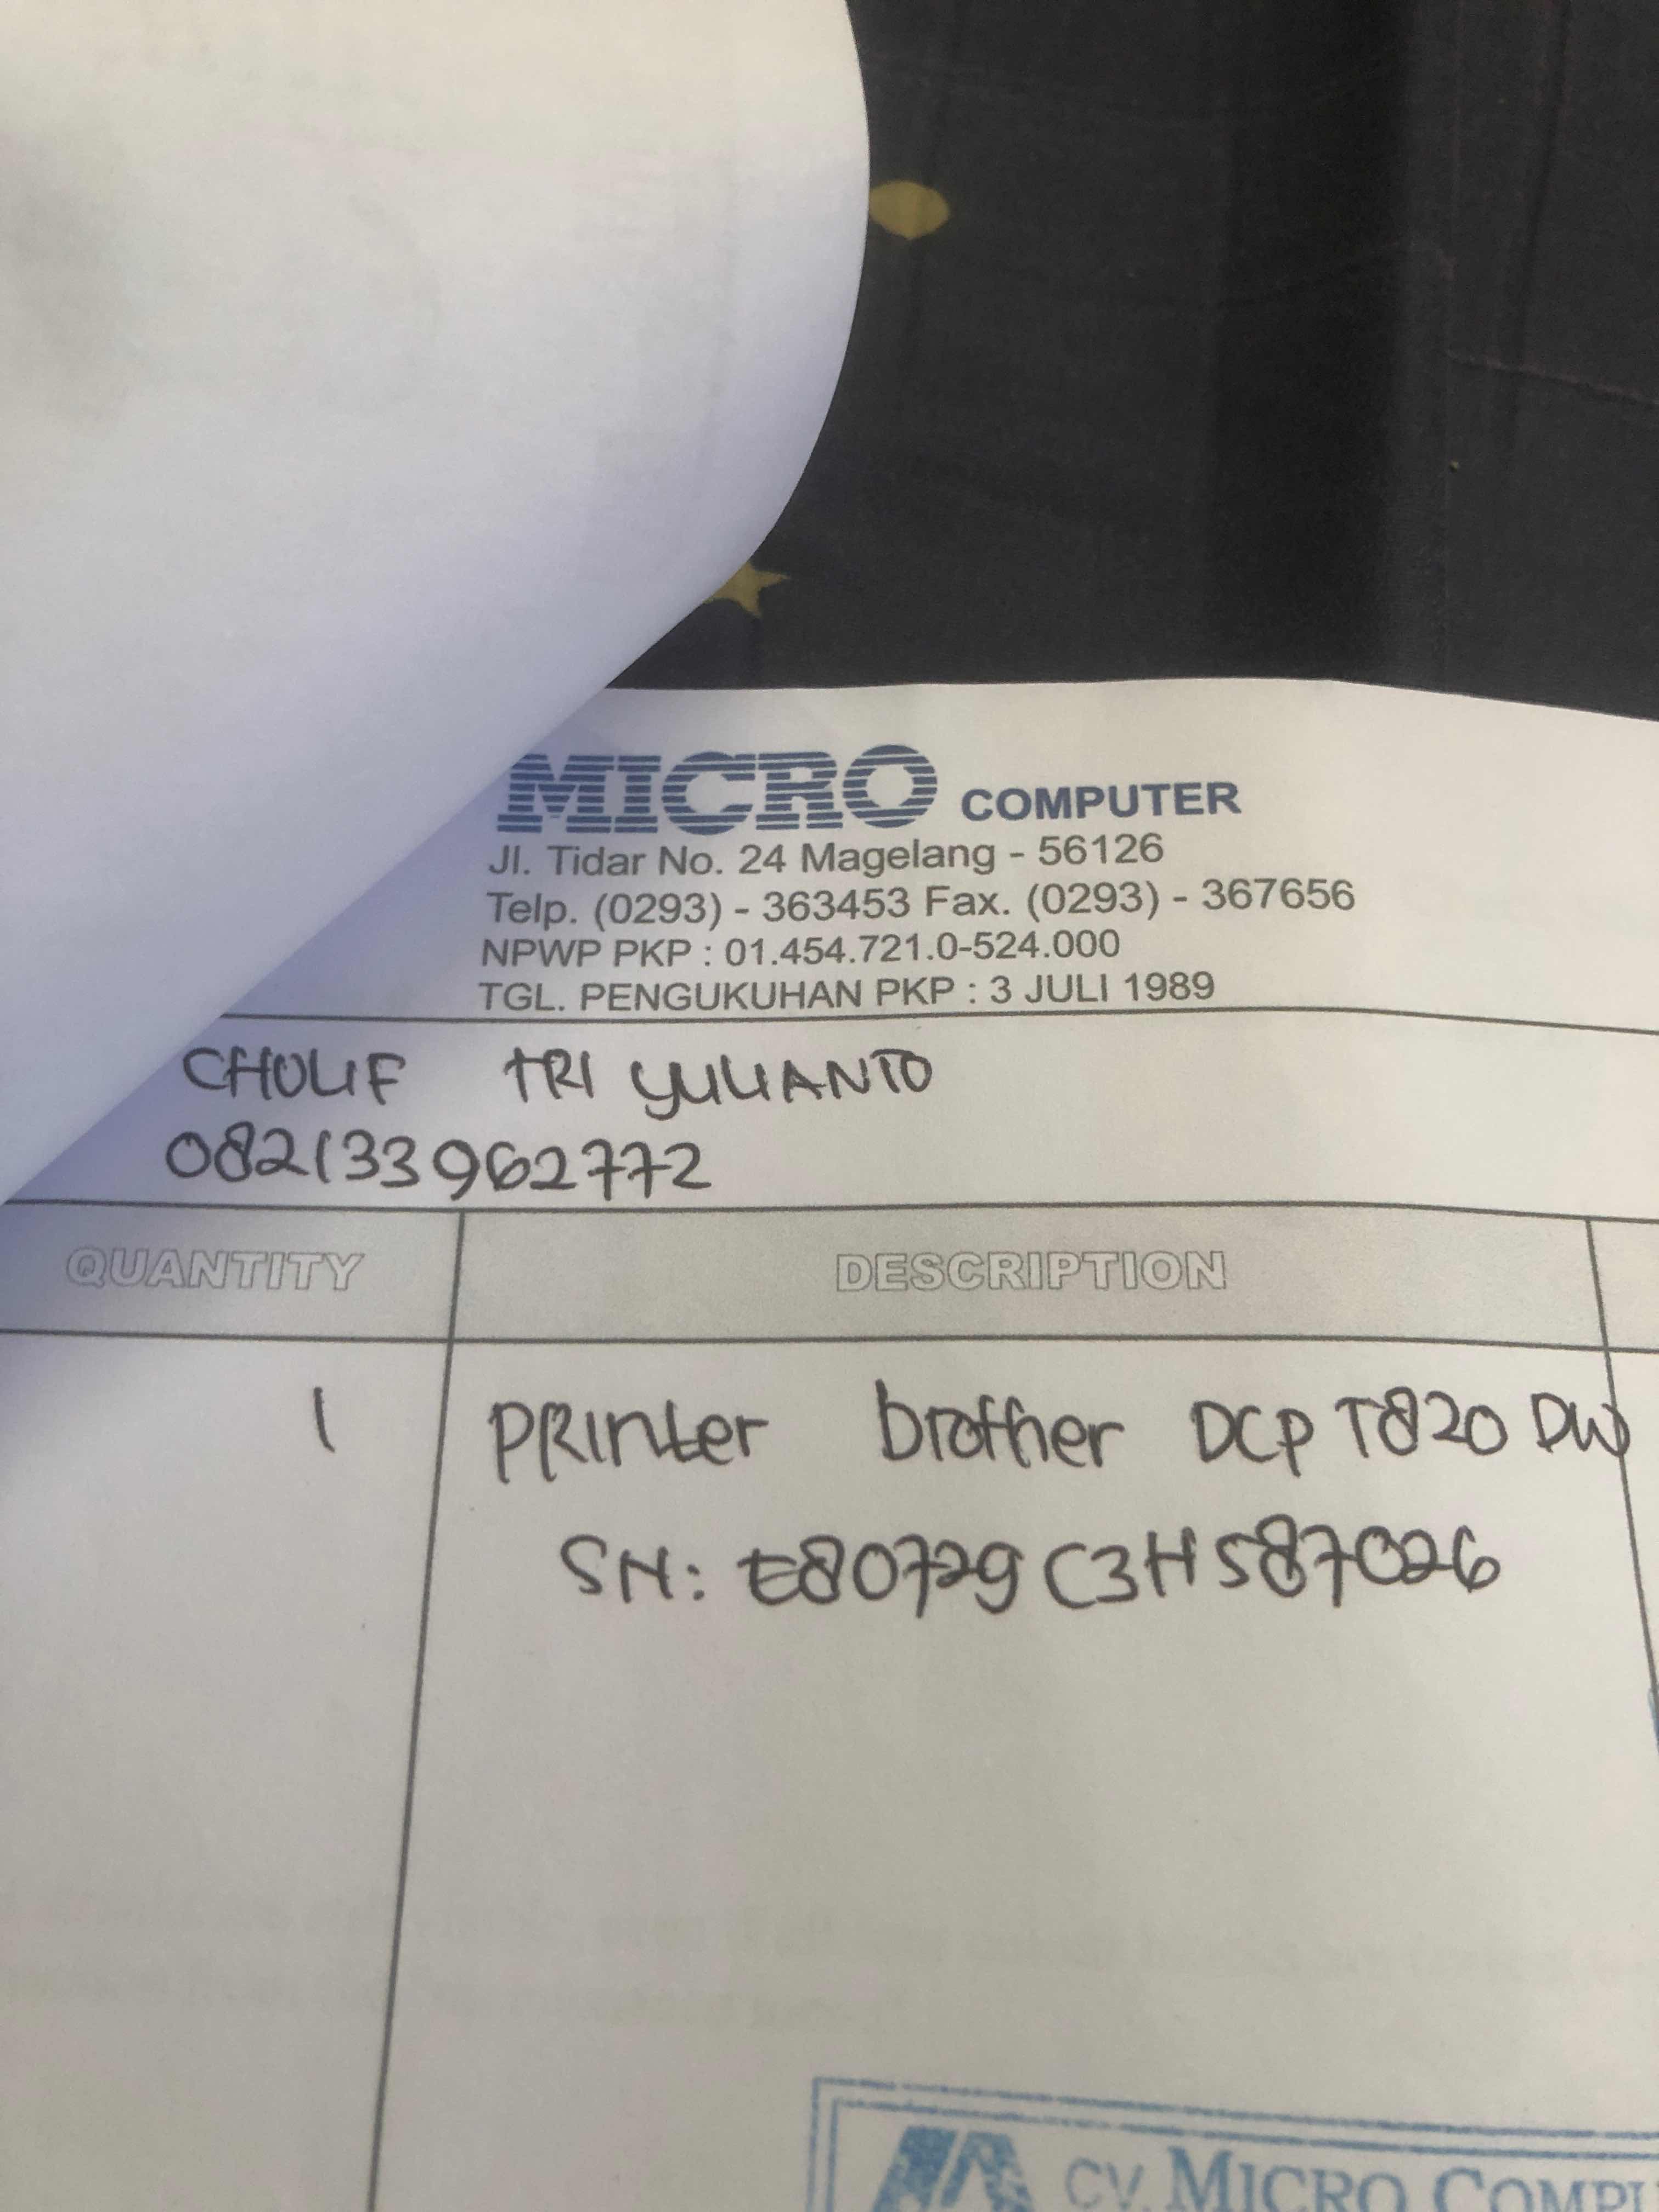 MICRO COMPUTER
Jl. Tidar No. 24 Magelang - 56126
Telp. (0293) - 363453 Fax. (0293) - 367656
NPWP PKP : 01.454.721.0-524.000
TGL. PENGUKUHAN PKP : 3 JULI 1989
CHOLIF TRI YULIANTO
082133962772
QUANTITY DESCRIPTION
1 PRinter brother DCP T820 DW
SN: E80729C3H587026
CV. MICRO COMPU